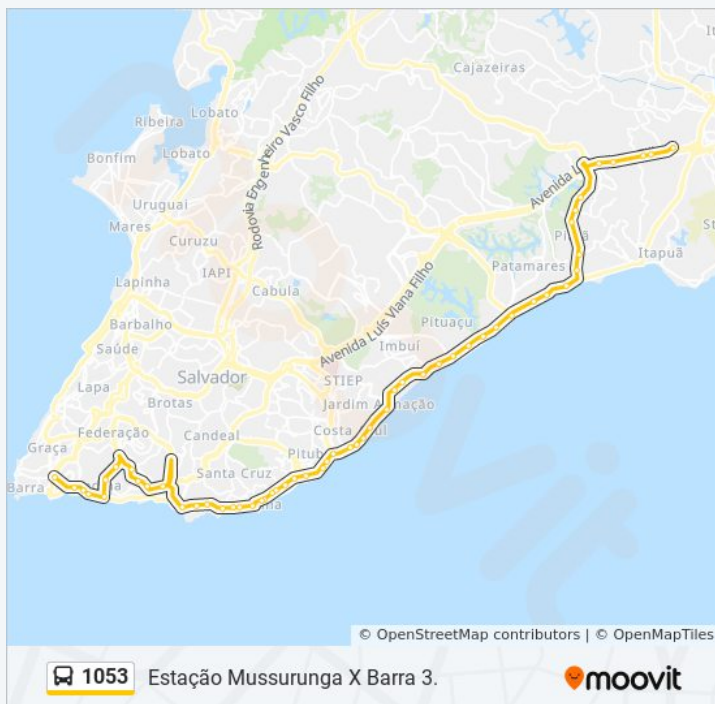 Cajazeiras
Ribeira
Lobato
Bonfim
Lobato
Rodovia Engenheiro Vasco Filho
Uruguai
Mares
Curuzu
Avenida L
Itapuã
Patamares
IAPI
Lapinha
Cabula
Avenida Luís Viana Filho
Pituaçu
Barbalho
Imbuí
Saúde
Salvador
STIEP
Lapa
Brotas
Jardim Armação
Federação
Candeal
Costa Azul
Graça
Pituba
Barra
Santa Cruz
© OpenStreetMap contributors | © OpenMapTiles
1053
Estação Mussurunga X Barra 3.
moovit